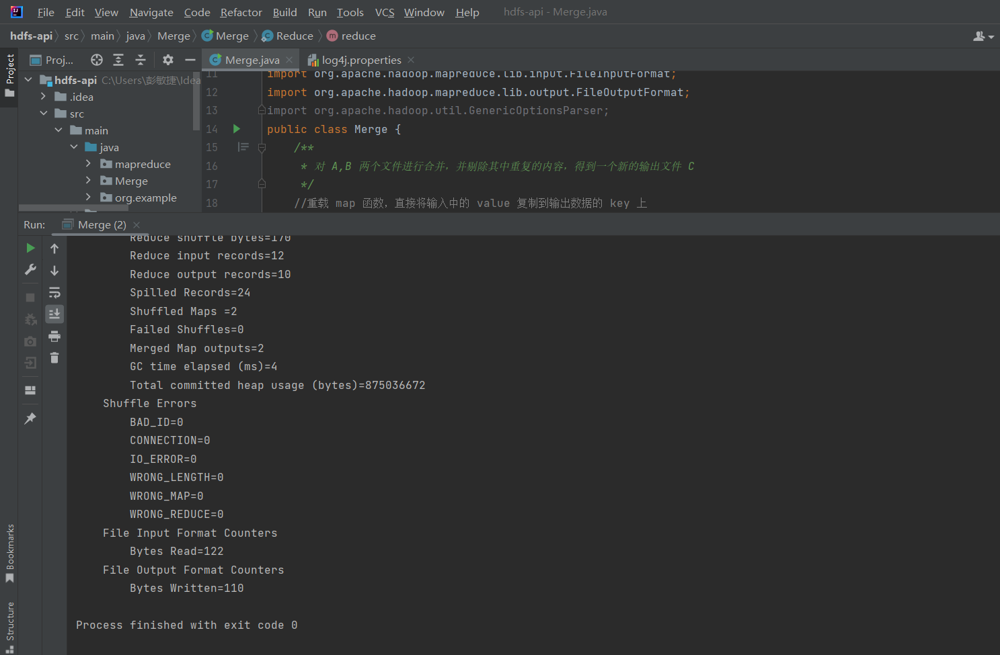 File Edit View Navigate Code Refactor Build Run Tools VCS Window Help hdfs-api - Merge.java
hdfs-api src main java Merge Merge Reduce reduce
Project
Proj...
hdfs-api C:\Users\彭敏捷\Idea
.idea
src
main
java
mapreduce
Merge
org.example
Merge.java log4j.properties
11 import org.apache.hadoop.mapreduce.lib.input.FileInputFormat;
12 import org.apache.hadoop.mapreduce.lib.output.FileOutputFormat;
13 import org.apache.hadoop.util.GenericOptionsParser;
14 public class Merge {
15 /**
16 * 对 A,B 两个文件进行合并，并剔除其中重复的内容，得到一个新的输出文件 C
17 */
18 //重载 map 函数，直接将输入中的 value 复制到输出数据的 key 上
Run: Merge (2)
Reduce shuffle bytes=170
Reduce input records=12
Reduce output records=10
Spilled Records=24
Shuffled Maps =2
Failed Shuffles=0
Merged Map outputs=2
GC time elapsed (ms)=4
Total committed heap usage (bytes)=875036672
Shuffle Errors
BAD_ID=0
CONNECTION=0
IO_ERROR=0
WRONG_LENGTH=0
WRONG_MAP=0
WRONG_REDUCE=0
File Input Format Counters
Bytes Read=122
File Output Format Counters
Bytes Written=110
Process finished with exit code 0
Bookmarks
Structure